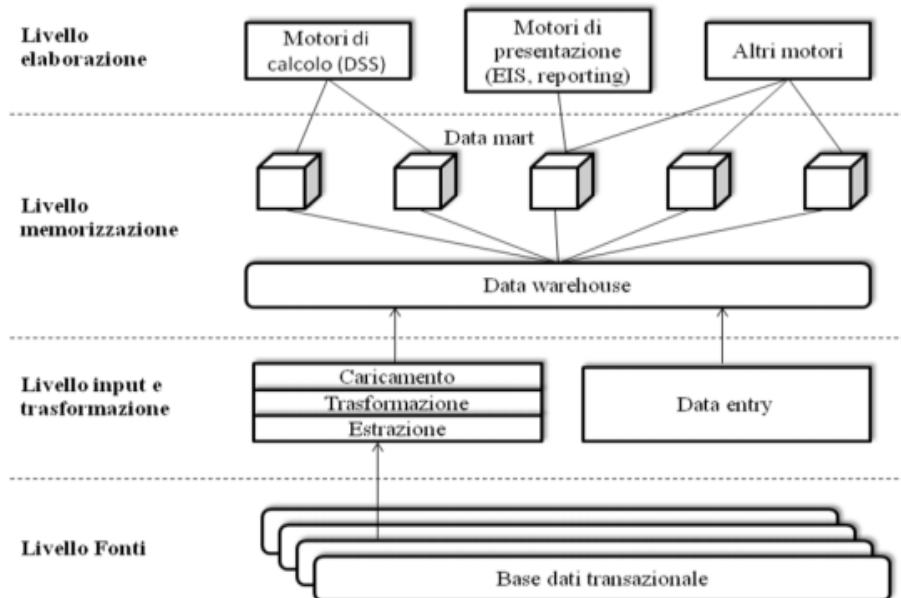 Livello
elaborazione
Motori di
calcolo (DSS)
Motori di
presentazione
(EIS, reporting)
Altri motori
Data mart
Livello
memorizzazione
Data warehouse
Livello input e
trasformazione
Caricamento
Trasformazione
Estrazione
Data entry
Livello Fonti
Base dati transazionale